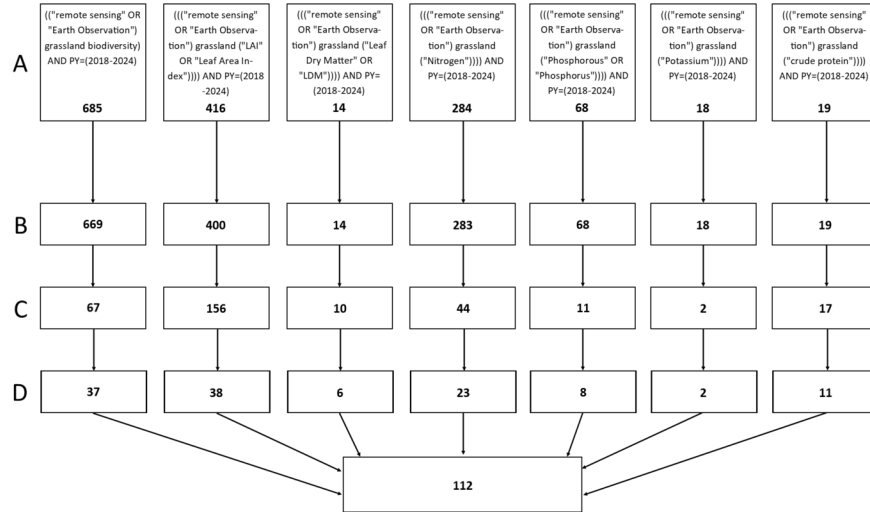 (("remote sensing" OR
"Earth Observation")
grassland biodiversity)
AND PY=(2018-2024)
685
((("remote sensing"
OR "Earth Observa-
tion") grassland ("LAI"
OR "Leaf Area In-
dex")))) AND PY=(2018
-2024)
416
((("remote sensing"
OR "Earth Observa-
tion") grassland ("Leaf
Dry Matter" OR
"LDM")))) AND PY=
(2018-2024)
14
((("remote sensing"
OR "Earth Observa-
tion") grassland
("Nitrogen")))) AND
PY=(2018-2024)
284
((("remote sensing"
OR "Earth Observa-
tion") grassland
("Phosphorous" OR
"Phosphorus")))) AND
PY=(2018-2024)
68
((("remote sensing"
OR "Earth Observa-
tion") grassland
("Potassium")))) AND
PY=(2018-2024)
18
((("remote sensing"
OR "Earth Observa-
tion") grassland
("crude protein"))))
AND PY=(2018-2024)
19
A
B
669
400
14
283
68
18
19
C
67
156
10
44
11
2
17
D
37
38
6
23
8
2
11
112